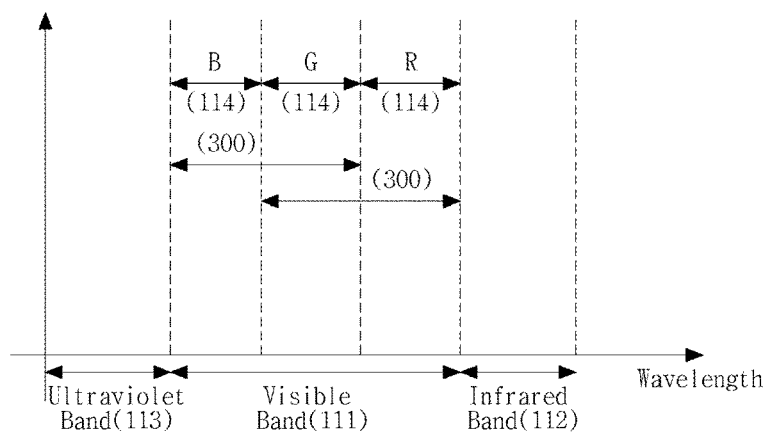 B G R
(114) (114) (114)
(300)
(300)
Wavelength
Ultraviolet Visible Infrared
Band(113) Band(111) Band(112)